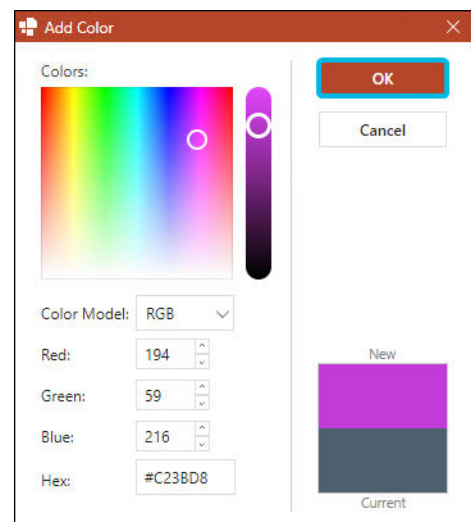 Add Color
Colors:
OK
Cancel
Color Model: RGB
Red: 194
Green: 59
Blue: 216
Hex: #C23BD8
New
Current